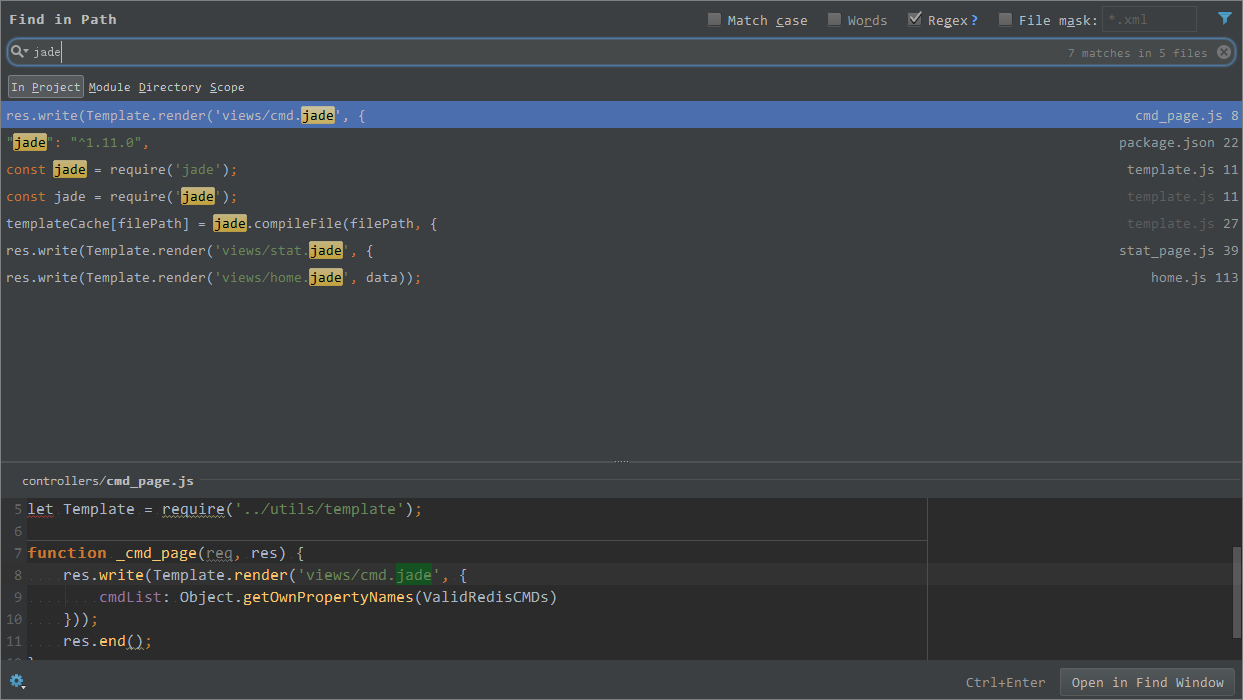 Find in Path Match case Words Regex ? File mask: *.xml
jade 7 matches in 5 files
In Project Module Directory Scope
res.write(Template.render('views/cmd.jade', { cmd_page.js 8
"jade": "^1.11.0", package.json 22
const jade = require('jade'); template.js 11
const jade = require('jade'); template.js 11
templateCache[filePath] = jade.compileFile(filePath, { template.js 27
res.write(Template.render('views/stat.jade', { stat_page.js 39
res.write(Template.render('views/home.jade', data)); home.js 113
controllers/cmd_page.js
5 let Template = require('../utils/template');
6
7 function _cmd_page(req, res) {
8 res.write(Template.render('views/cmd.jade', {
9 cmdList: Object.getOwnPropertyNames(ValidRedisCMDs)
10 }));
11 res.end();
Ctrl+Enter Open in Find Window